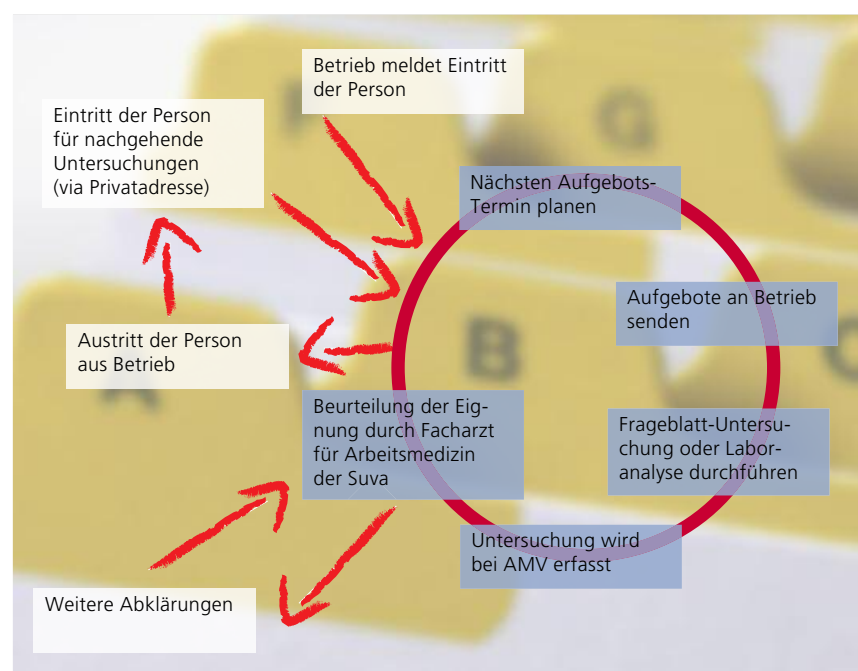 Betrieb meldet Eintritt
der Person
Eintritt der Person
für nachgehende
Untersuchungen
(via Privatadresse)
Nächsten Aufgebots-
Termin planen
Aufgebote an Betrieb
senden
Austritt der Person
aus Betrieb
Beurteilung der Eig-
nung durch Facharzt
für Arbeitsmedizin
der Suva
Frageblatt-Untersu-
chung oder Labor-
analyse durchführen
Untersuchung wird
bei AMV erfasst
Weitere Abklärungen
F
G
A
B
C